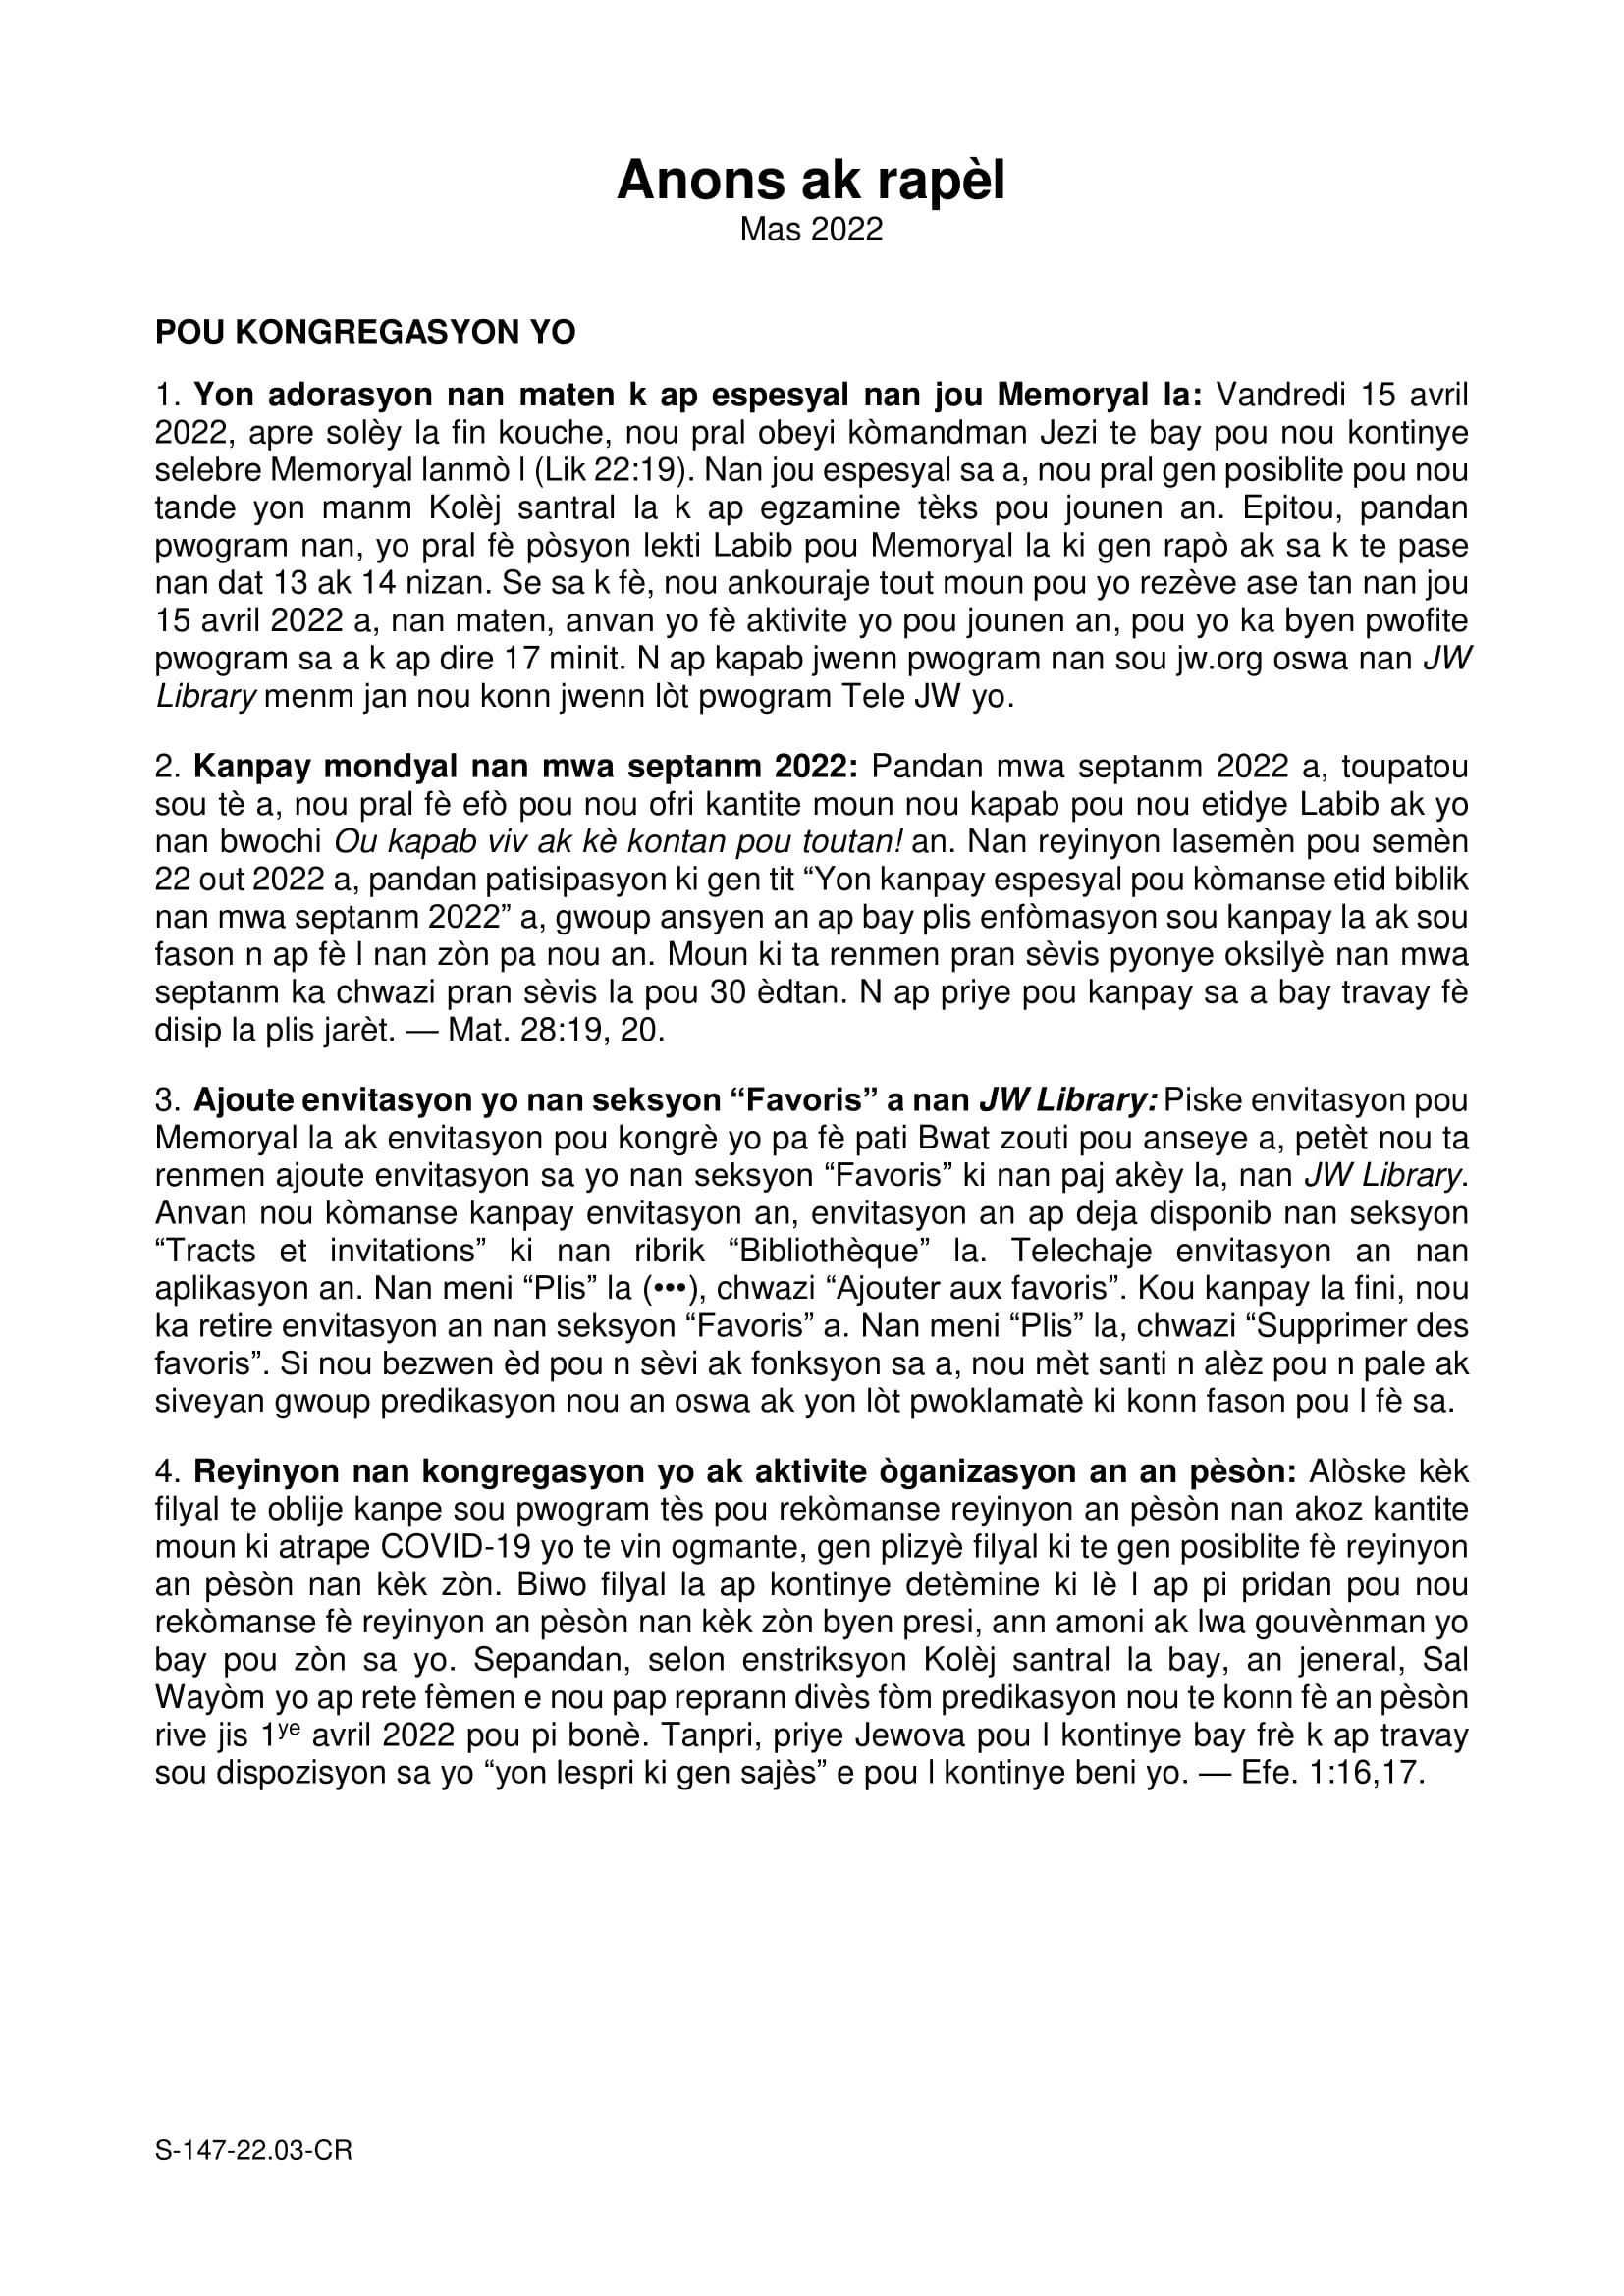 Anons ak rapèl
Mas 2022
POU KONGREGASYON YO
1. Yon adorasyon nan maten k ap espesyal nan jou Memoryal la: Vandredi 15 avril
2022, apre solèy la fin kouche, nou pral obeyi kòmandman Jezi te bay pou nou kontinye
selebre Memoryal lanmò l (Lik 22:19). Nan jou espesyal sa a, nou pral gen posiblite pou nou
tande yon manm Kolèj santral la k ap egzamine tèks pou jounen an. Epitou, pandan
pwogram nan, yo pral fè pòsyon lekti Labib pou Memoryal la ki gen rapò ak sa k te pase
nan dat 13 ak 14 nizan. Se sa k fè, nou ankouraje tout moun pou yo rezève ase tan nan jou
15 avril 2022 a, nan maten, anvan yo fè aktivite yo pou jounen an, pou yo ka byen pwofite
pwogram sa a k ap dire 17 minit. N ap kapab jwenn pwogram nan sou jw.org oswa nan JW
Library menm jan nou konn jwenn lòt pwogram Tele JW yo.
2. Kanpay mondyal nan mwa septanm 2022: Pandan mwa septanm 2022 a, toupatou
sou tè a, nou pral fè efò pou nou ofri kantite moun nou kapab pou nou etidye Labib ak yo
nan bwochi Ou kapab viv ak kè kontan pou toutan! an. Nan reyinyon lasemèn pou semèn
22 out 2022 a, pandan patisipasyon ki gen tit “Yon kanpay espesyal pou kòmanse etid biblik
nan mwa septanm 2022” a, gwoup ansyen an ap bay plis enfòmasyon sou kanpay la ak sou
fason n ap fè l nan zòn pa nou an. Moun ki ta renmen pran sèvis pyonye oksilyè nan mwa
septanm ka chwazi pran sèvis la pou 30 èdtan. N ap priye pou kanpay sa a bay travay fè
disip la plis jarèt. — Mat. 28:19, 20.
3. Ajoute envitasyon yo nan seksyon “Favoris” a nan JW Library: Piske envitasyon pou
Memoryal la ak envitasyon pou kongrè yo pa fè pati Bwat zouti pou anseye a, petèt nou ta
renmen ajoute envitasyon sa yo nan seksyon “Favoris” ki nan paj akèy la, nan JW Library.
Anvan nou kòmanse kanpay envitasyon an, envitasyon an ap deja disponib nan seksyon
“Tracts et invitations” ki nan ribrik “Bibliothèque” la. Telechaje envitasyon an nan
aplikasyon an. Nan meni “Plis” la (•••), chwazi “Ajouter aux favoris”. Kou kanpay la fini, nou
ka retire envitasyon an nan seksyon “Favoris” a. Nan meni “Plis” la, chwazi “Supprimer des
favoris”. Si nou bezwen èd pou n sèvi ak fonksyon sa a, nou mèt santi n alèz pou n pale ak
siveyan gwoup predikasyon nou an oswa ak yon lòt pwoklamatè ki konn fason pou l fè sa.
4. Reyinyon nan kongregasyon yo ak aktivite òganizasyon an an pèsòn: Alòske kèk
filyal te oblije kanpe sou pwogram tès pou rekòmanse reyinyon an pèsòn nan akoz kantite
moun ki atrape COVID-19 yo te vin ogmante, gen plizyè filyal ki te gen posiblite fè reyinyon
an pèsòn nan kèk zòn. Biwo filyal la ap kontinye detèmine ki lè l ap pi pridan pou nou
rekòmanse fè reyinyon an pèsòn nan kèk zòn byen presi, ann amoni ak lwa gouvènman yo
bay pou zòn sa yo. Sepandan, selon enstriksyon Kolèj santral la bay, an jeneral, Sal
Wayòm yo ap rete fèmen e nou pap reprann divès fòm predikasyon nou te konn fè an pèsòn
rive jis 1ye avril 2022 pou pi bonè. Tanpri, priye Jewova pou l kontinye bay frè k ap travay
sou dispozisyon sa yo “yon lespri ki gen sajès” e pou l kontinye beni yo. — Efe. 1:16,17.
S-147-22.03-CR